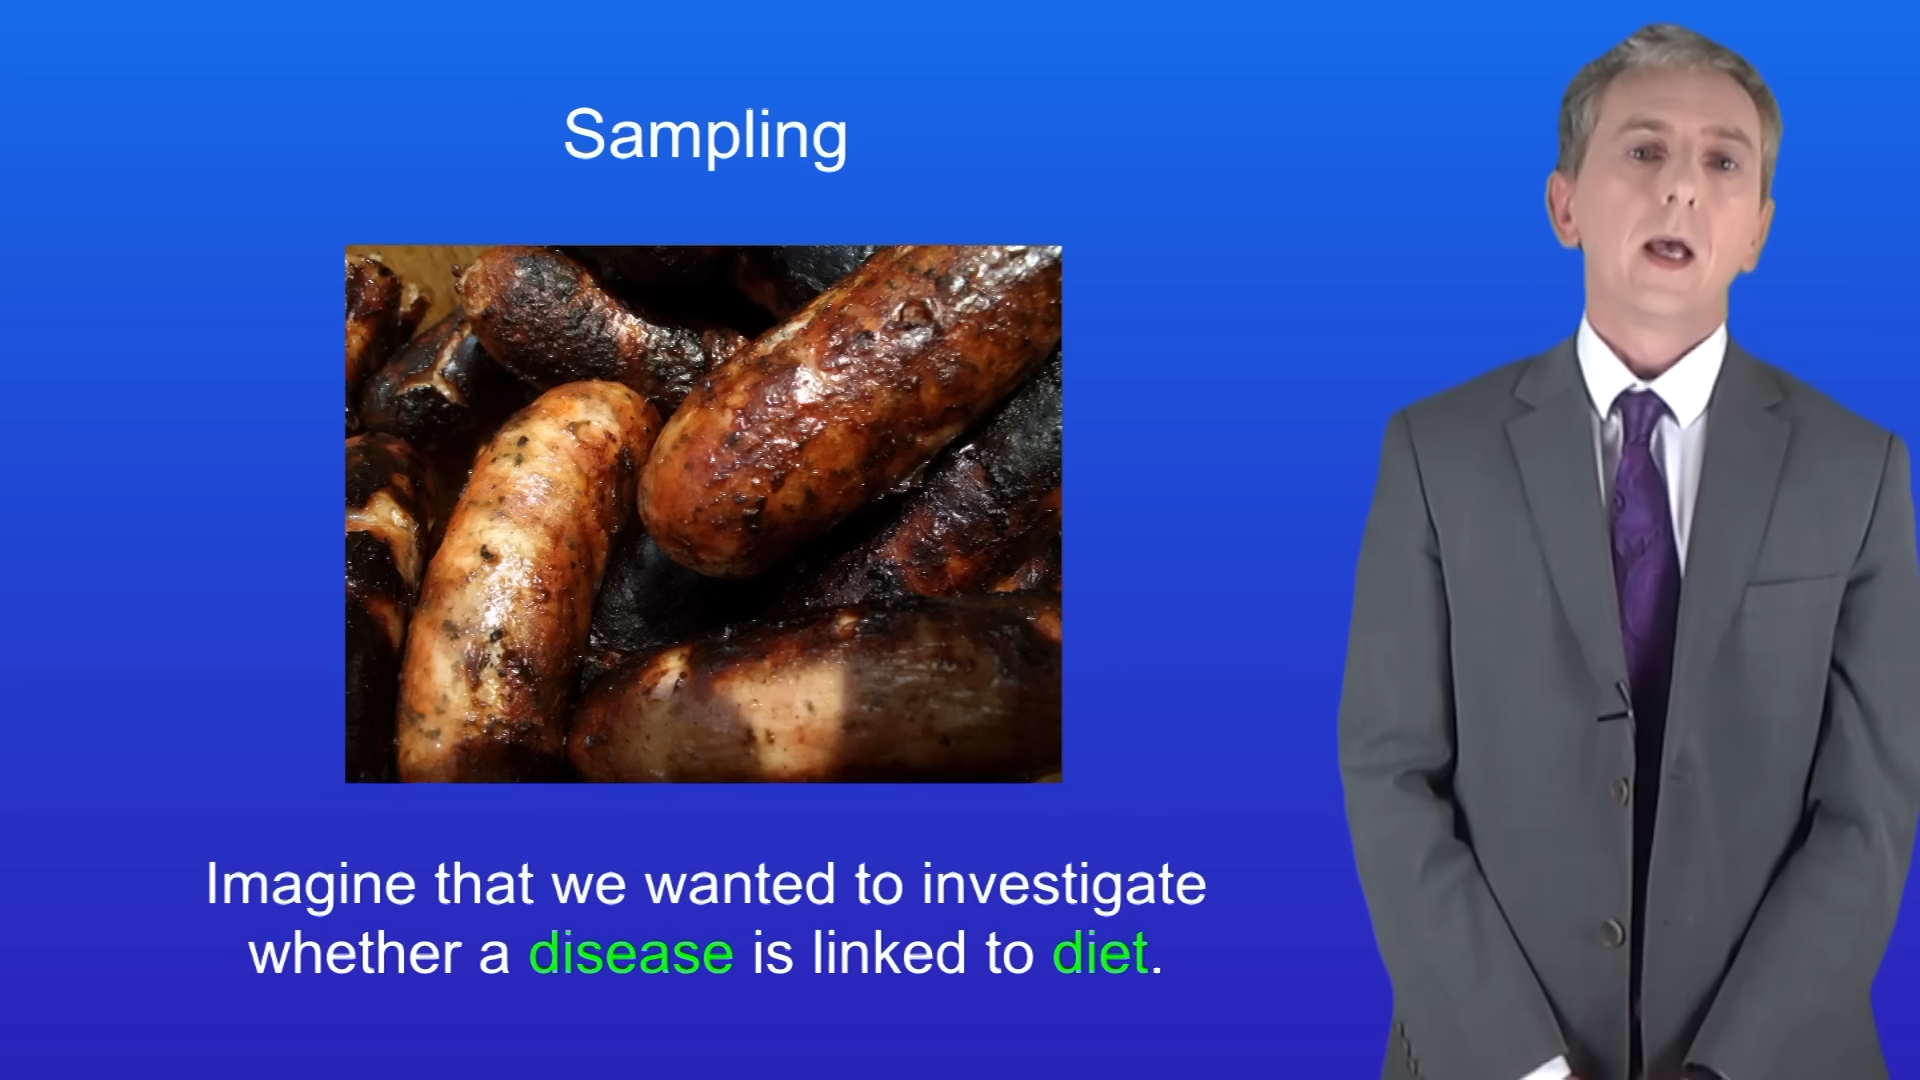 Sampling
Imagine that we wanted to investigate
whether a disease is linked to diet.